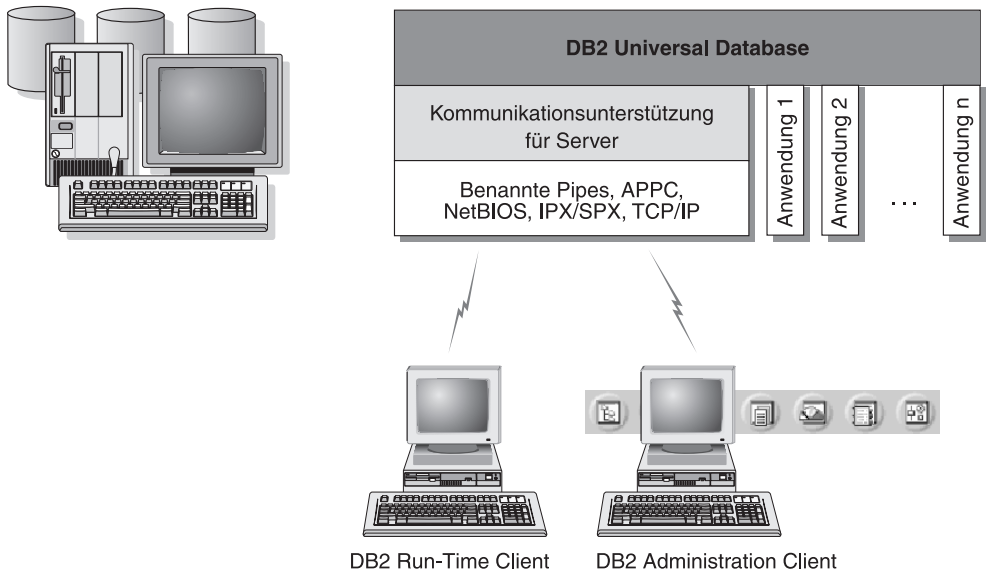 DB2 Universal Database
Kommunikationsunterstützung
für Server
Benannte Pipes, APPC,
NetBIOS, IPX/SPX, TCP/IP
Anwendung 1
Anwendung 2
...
Anwendung n
DB2 Run-Time Client
DB2 Administration Client